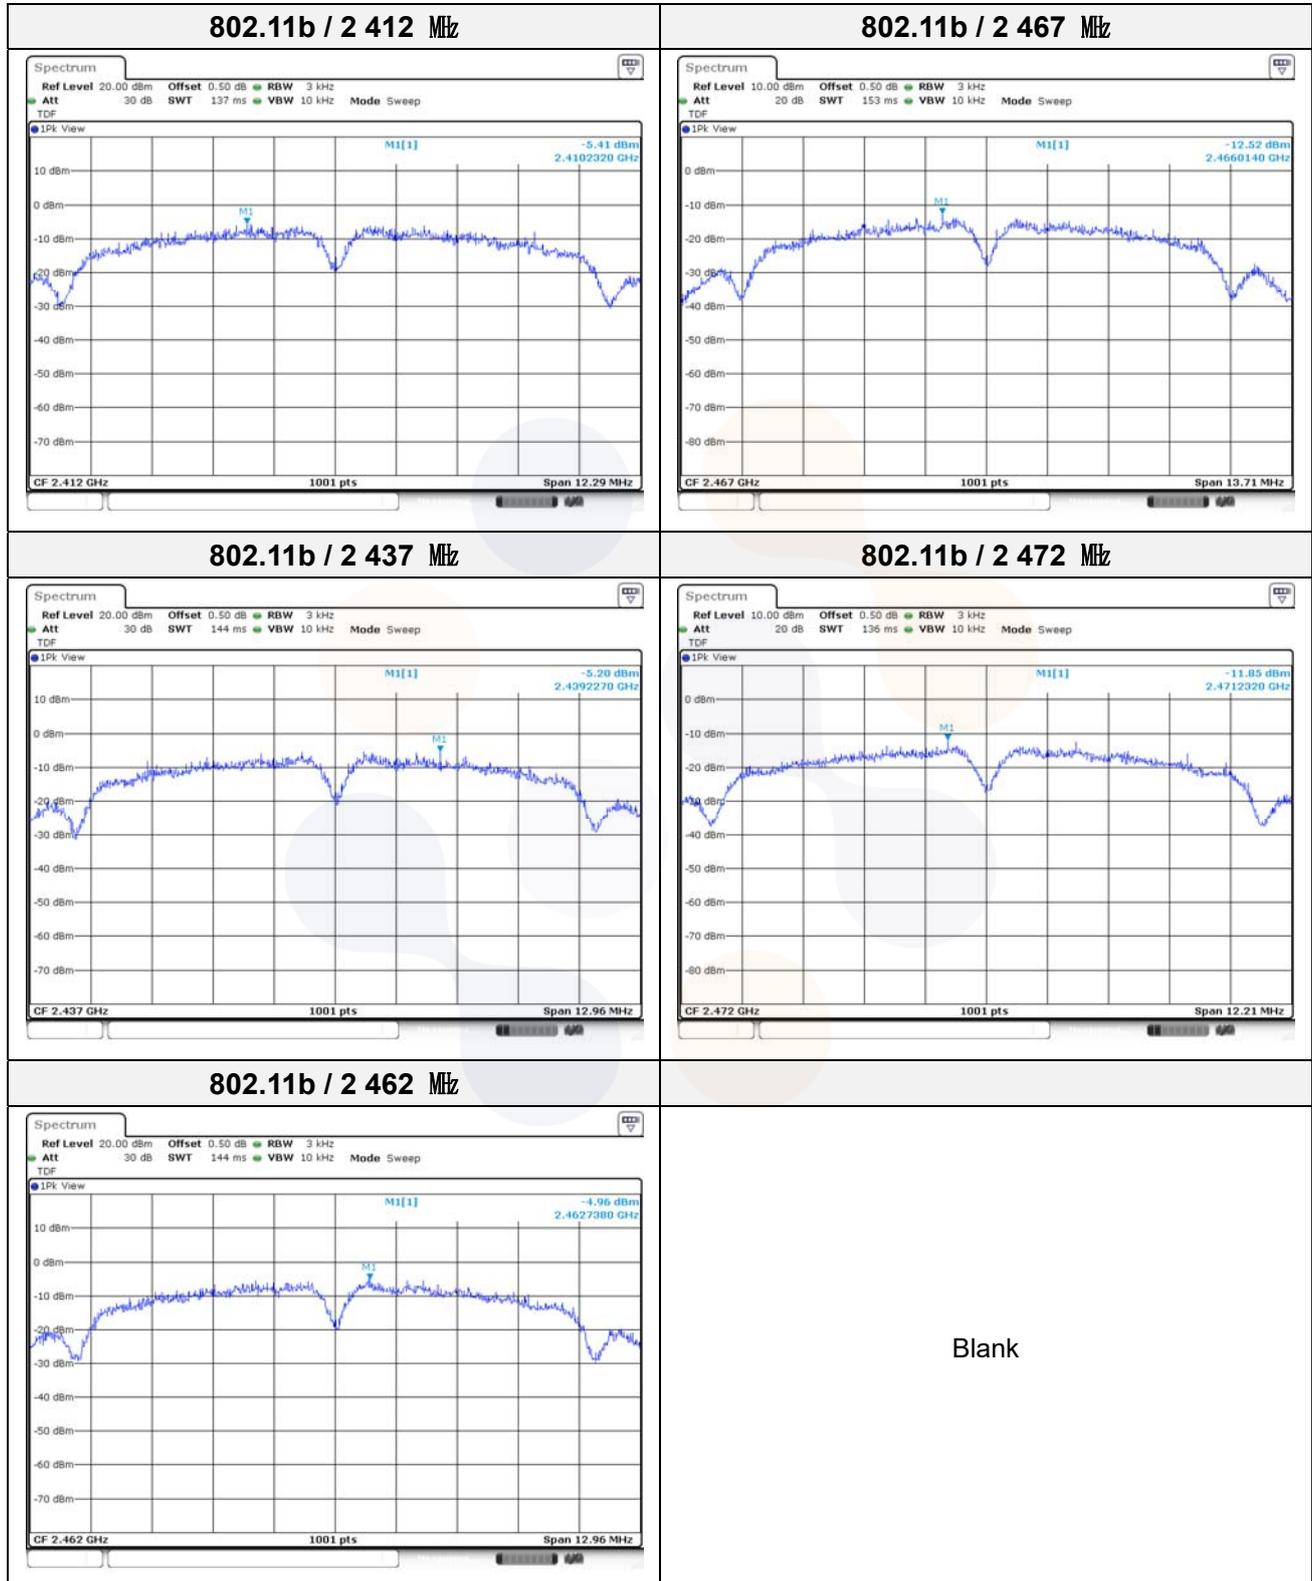 802.11b / 2 412 ㎒
802.11b / 2 467 ㎒
Spectrum
Ref Level 20.00 dBm Offset 0.50 dB RBW 3 kHz
Att 30 dB SWT 137 ms VBW 10 kHz Mode Sweep
TDF
1Pk View
M1[1] -5.41 dBm
2.4102320 GHz
10 dBm
0 dBm
M1
-10 dBm
-20 dBm
-30 dBm
-40 dBm
-50 dBm
-60 dBm
-70 dBm
CF 2.412 GHz 1001 pts Span 12.29 MHz
Spectrum
Ref Level 10.00 dBm Offset 0.50 dB RBW 3 kHz
Att 20 dB SWT 153 ms VBW 10 kHz Mode Sweep
TDF
1Pk View
M1[1] -12.52 dBm
2.4660140 GHz
0 dBm
-10 dBm
M1
-20 dBm
-30 dBm
-40 dBm
-50 dBm
-60 dBm
-70 dBm
-80 dBm
CF 2.467 GHz 1001 pts Span 13.71 MHz
802.11b / 2 437 ㎒
802.11b / 2 472 ㎒
Spectrum
Ref Level 20.00 dBm Offset 0.50 dB RBW 3 kHz
Att 30 dB SWT 144 ms VBW 10 kHz Mode Sweep
TDF
1Pk View
M1[1] -5.20 dBm
2.4392270 GHz
10 dBm
0 dBm
M1
-10 dBm
-20 dBm
-30 dBm
-40 dBm
-50 dBm
-60 dBm
-70 dBm
CF 2.437 GHz 1001 pts Span 12.96 MHz
Spectrum
Ref Level 10.00 dBm Offset 0.50 dB RBW 3 kHz
Att 20 dB SWT 136 ms VBW 10 kHz Mode Sweep
TDF
1Pk View
M1[1] -11.85 dBm
2.4712320 GHz
0 dBm
-10 dBm
M1
-20 dBm
-30 dBm
-40 dBm
-50 dBm
-60 dBm
-70 dBm
-80 dBm
CF 2.472 GHz 1001 pts Span 12.21 MHz
802.11b / 2 462 ㎒
Spectrum
Ref Level 20.00 dBm Offset 0.50 dB RBW 3 kHz
Att 30 dB SWT 144 ms VBW 10 kHz Mode Sweep
TDF
1Pk View
M1[1] -4.96 dBm
2.4627380 GHz
10 dBm
0 dBm
M1
-10 dBm
-20 dBm
-30 dBm
-40 dBm
-50 dBm
-60 dBm
-70 dBm
CF 2.462 GHz 1001 pts Span 12.96 MHz
Blank